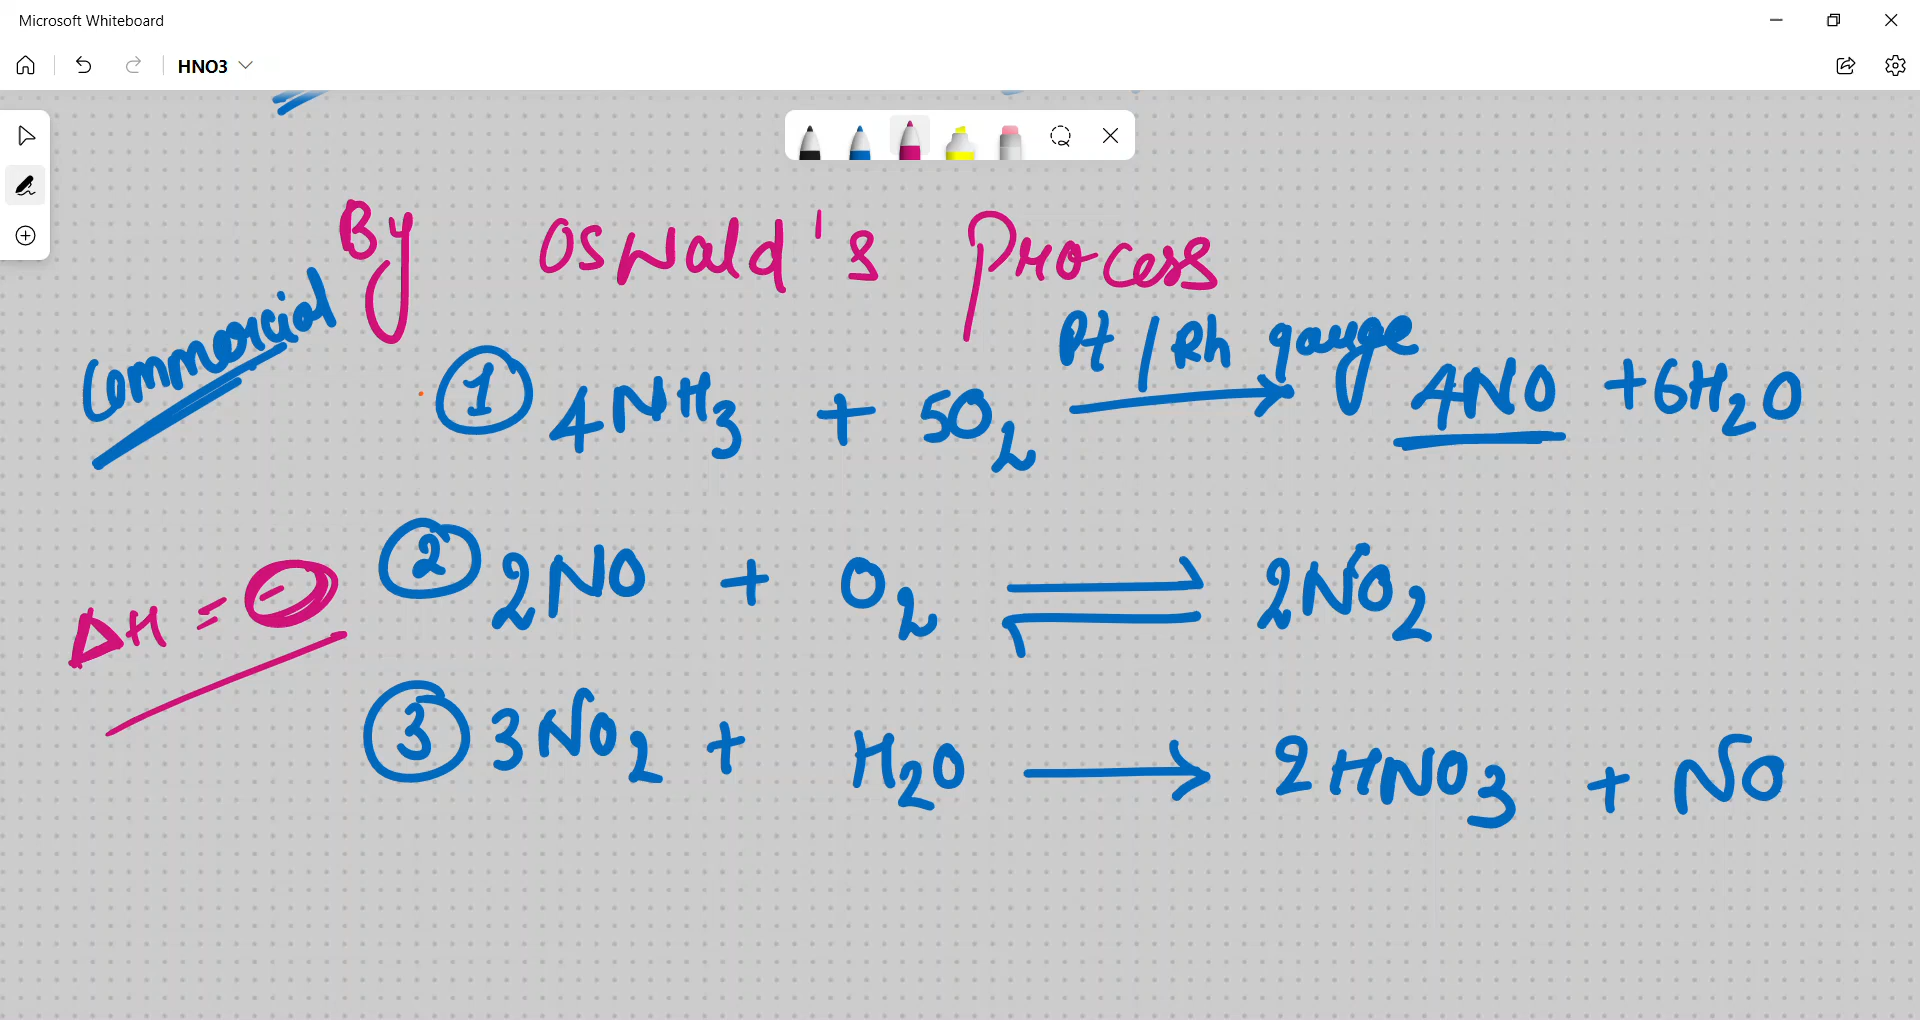 Microsoft Whiteboard
HNO3
By Oswald's Process
Commercial
Pt / Rh gauge
① 4NH₃ + 5O₂ → 4NO + 6H₂O
② 2NO + O₂ ⇌ 2NO₂
ΔH = ⊖
③ 3NO₂ + H₂O → 2HNO₃ + NO